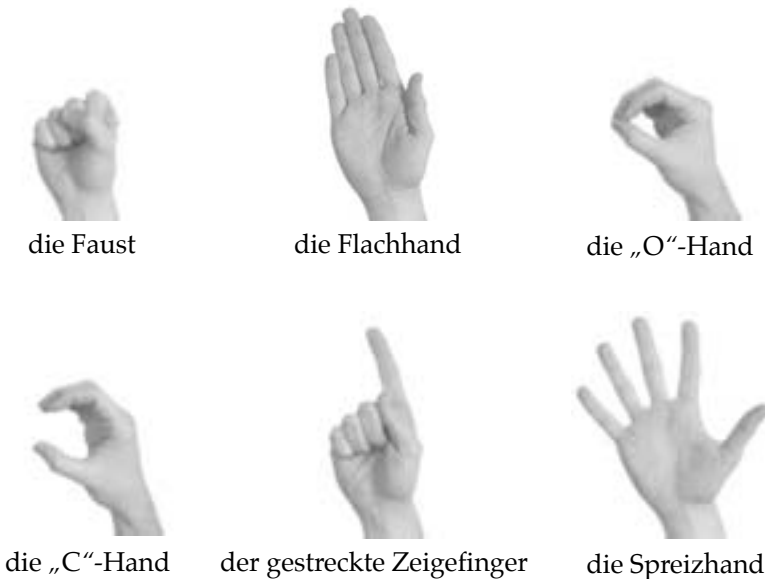 die Faust
die Flachhand
die „O“-Hand
die „C“-Hand
der gestreckte Zeigefinger
die Spreizhand